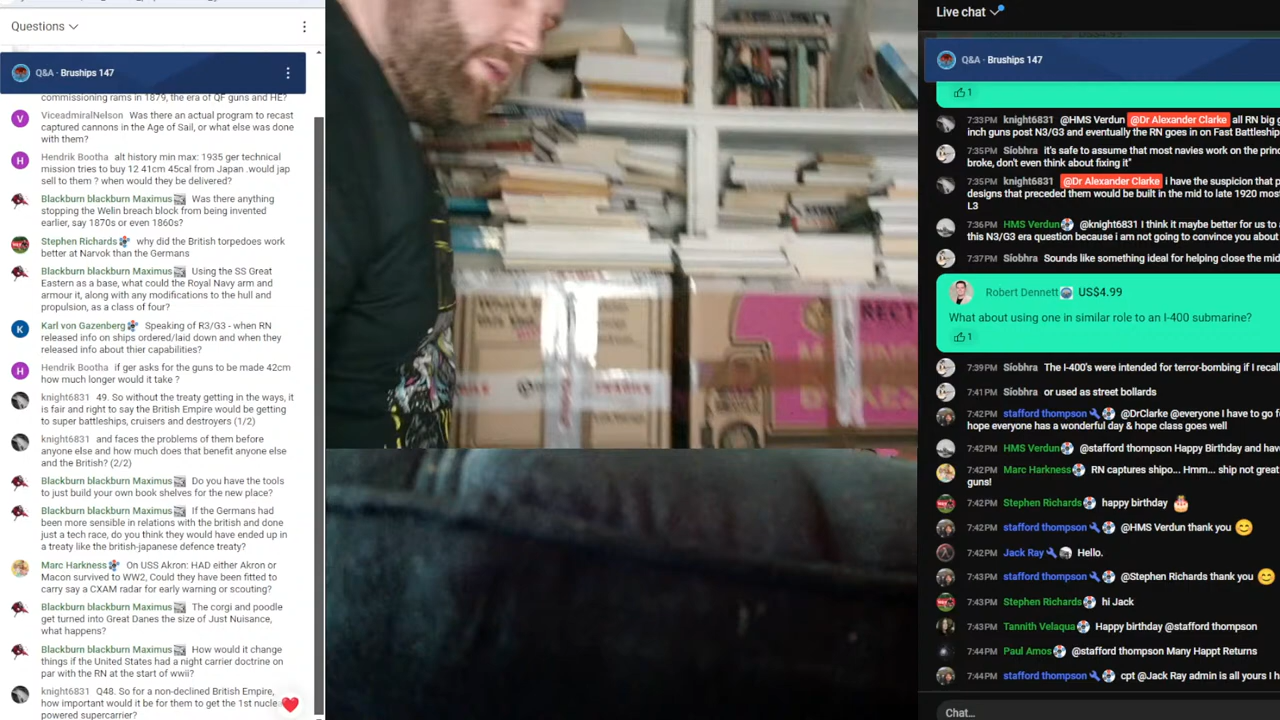 Questions
Q&A · Bruships 147
commissioning rams in 1879, the era of QF guns and HE?
ViceadmiralNelson Was there an actual program to recast
captured cannons in the Age of Sail, or what else was done
with them?
Hendrik Bootha alt history min max: 1935 ger technical
mission tries to buy 12 41cm 45cal from Japan .would jap
sell to them ? when would they be delivered?
Blackburn blackburn Maximus Was there anything
stopping the Welin breach block from being invented
earlier, say 1870s or even 1860s?
Stephen Richards why did the British torpedoes work
better at Narvok than the Germans
Blackburn blackburn Maximus Using the SS Great
Eastern as a base, what could the Royal Navy arm and
armour it, along with any modifications to the hull and
propulsion, as a class of four?
Karl von Gazenberg Speaking of R3/G3 - when RN
released info on ships ordered/laid down and when they
released info about thier capabilities?
Hendrik Bootha if ger asks for the guns to be made 42cm
how much longer would it take ?
knight6831 49. So without the treaty getting in the ways, it
is fair and right to say the British Empire would be getting
to super battleships, cruisers and destroyers (1/2)
knight6831 and faces the problems of them before
anyone else and how much does that benefit anyone else
and the British? (2/2)
Blackburn blackburn Maximus Do you have the tools
to just build your own book shelves for the new place?
Blackburn blackburn Maximus If the Germans had
been more sensible in relations with the british and done
just a tech race, do you think they would have ended up in
a treaty like the british-japanese defence treaty?
Marc Harkness On USS Akron: HAD either Akron or
Macon survived to WW2, Could they have been fitted to
carry say a CXAM radar for early warning or scouting?
Blackburn blackburn Maximus The corgi and poodle
get turned into Great Danes the size of Just Nuisance,
what happens?
Blackburn blackburn Maximus How would it change
things if the United States had a night carrier doctrine on
par with the RN at the start of wwii?
knight6831 Q48. So for a non-declined British Empire,
how important would it be for them to get the 1st nucle
powered supercarrier?
Live chat
Q&A · Bruships 147
1
7:33PM knight6831 @HMS Verdun @Dr Alexander Clarke all RN big g
inch guns post N3/G3 and eventually the RN goes in on Fast Battleship
7:35PM Síobhra it's safe to assume that most navies work on the princ
broke, don't even think about fixing it"
7:35PM knight6831 @Dr Alexander Clarke i have the suspicion that p
designs that preceded them would be built in the mid to late 1920 most
L3
7:36PM HMS Verdun @knight6831 I think it maybe better for us to a
this N3/G3 era question because i am not going to convince you about
7:37PM Síobhra Sounds like something ideal for helping close the mid
Robert Dennett US$4.99
What about using one in similar role to an I-400 submarine?
1
7:39PM Síobhra The I-400's were intended for terror-bombing if I recall
7:41PM Síobhra or used as street bollards
7:42PM stafford thompson @DrClarke @everyone I have to go f
hope everyone has a wonderful day & hope class goes well
7:42PM HMS Verdun @stafford thompson Happy Birthday and hav
7:42PM Marc Harkness RN captures shipo... Hmm... ship not great
guns!
7:42PM Stephen Richards happy birthday 🎂
7:42PM stafford thompson @HMS Verdun thank you 😊
7:42PM Jack Ray Hello.
7:43PM stafford thompson @Stephen Richards thank you 😊
7:43PM Stephen Richards hi Jack
7:43PM Tannith Velaqua Happy birthday @stafford thompson
7:44PM Paul Amos @stafford thompson Many Happt Returns
7:44PM stafford thompson cpt @Jack Ray admin is all yours I h
Chat...